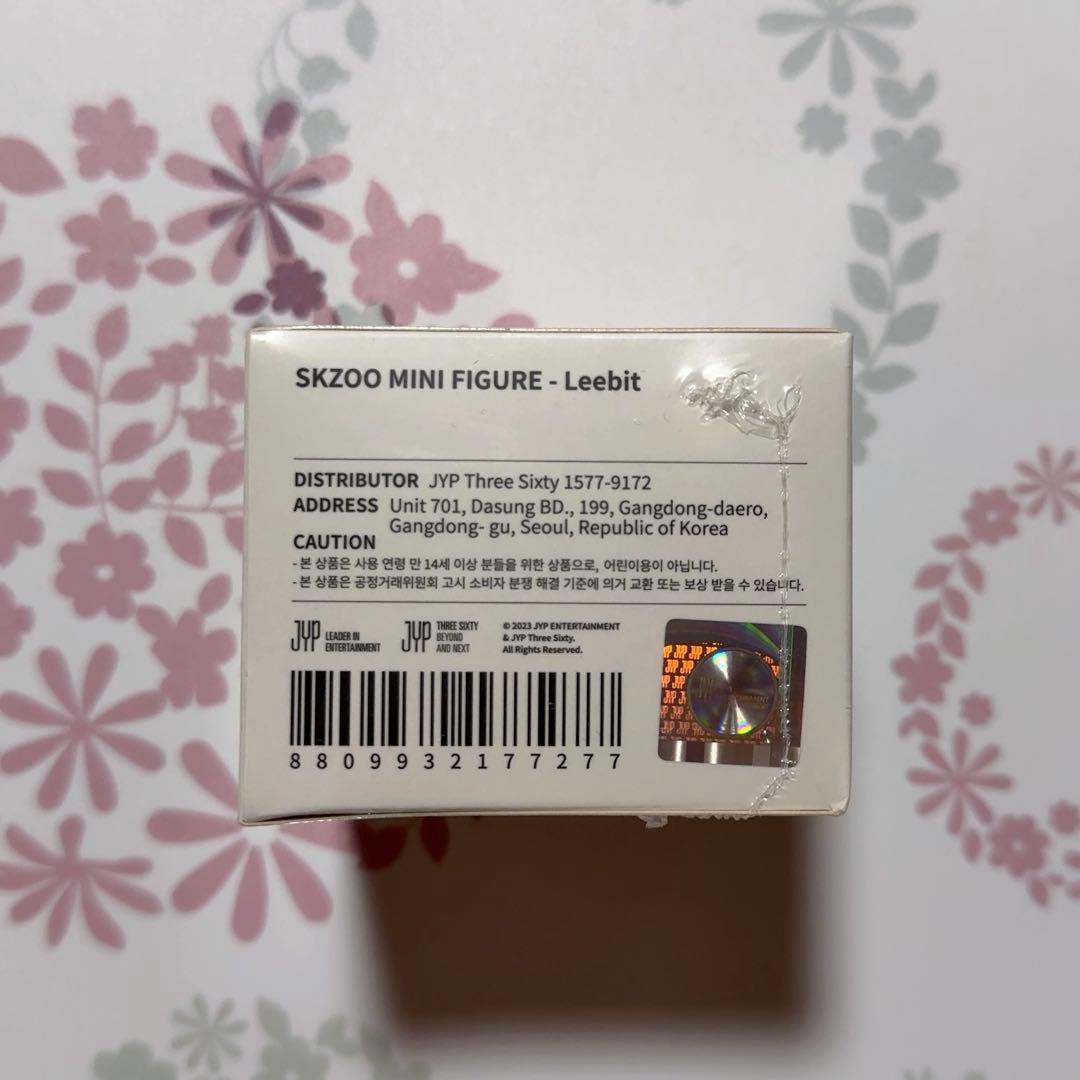 SKZOO MINI FIGURE - Leebit
DISTRIBUTOR JYP Three Sixty 1577-9172
ADDRESS Unit 701, Dasung BD., 199, Gangdong-daero,
Gangdong- gu, Seoul, Republic of Korea
CAUTION
- 본 상품은 사용 연령 만 14세 이상 분들을 위한 상품으로, 어린이용이 아닙니다.
- 본 상품은 공정거래위원회 고시 소비자 분쟁 해결 기준에 의거 교환 또는 보상 받을 수 있습니다.
JYP LEADER IN
ENTERTAINMENT
JYP THREE SIXTY
BEYOND
AND NEXT
© 2023 JYP ENTERTAINMENT
& JYP Three Sixty.
All Rights Reserved.
JYP JYP JYP
JYP
8809932177277